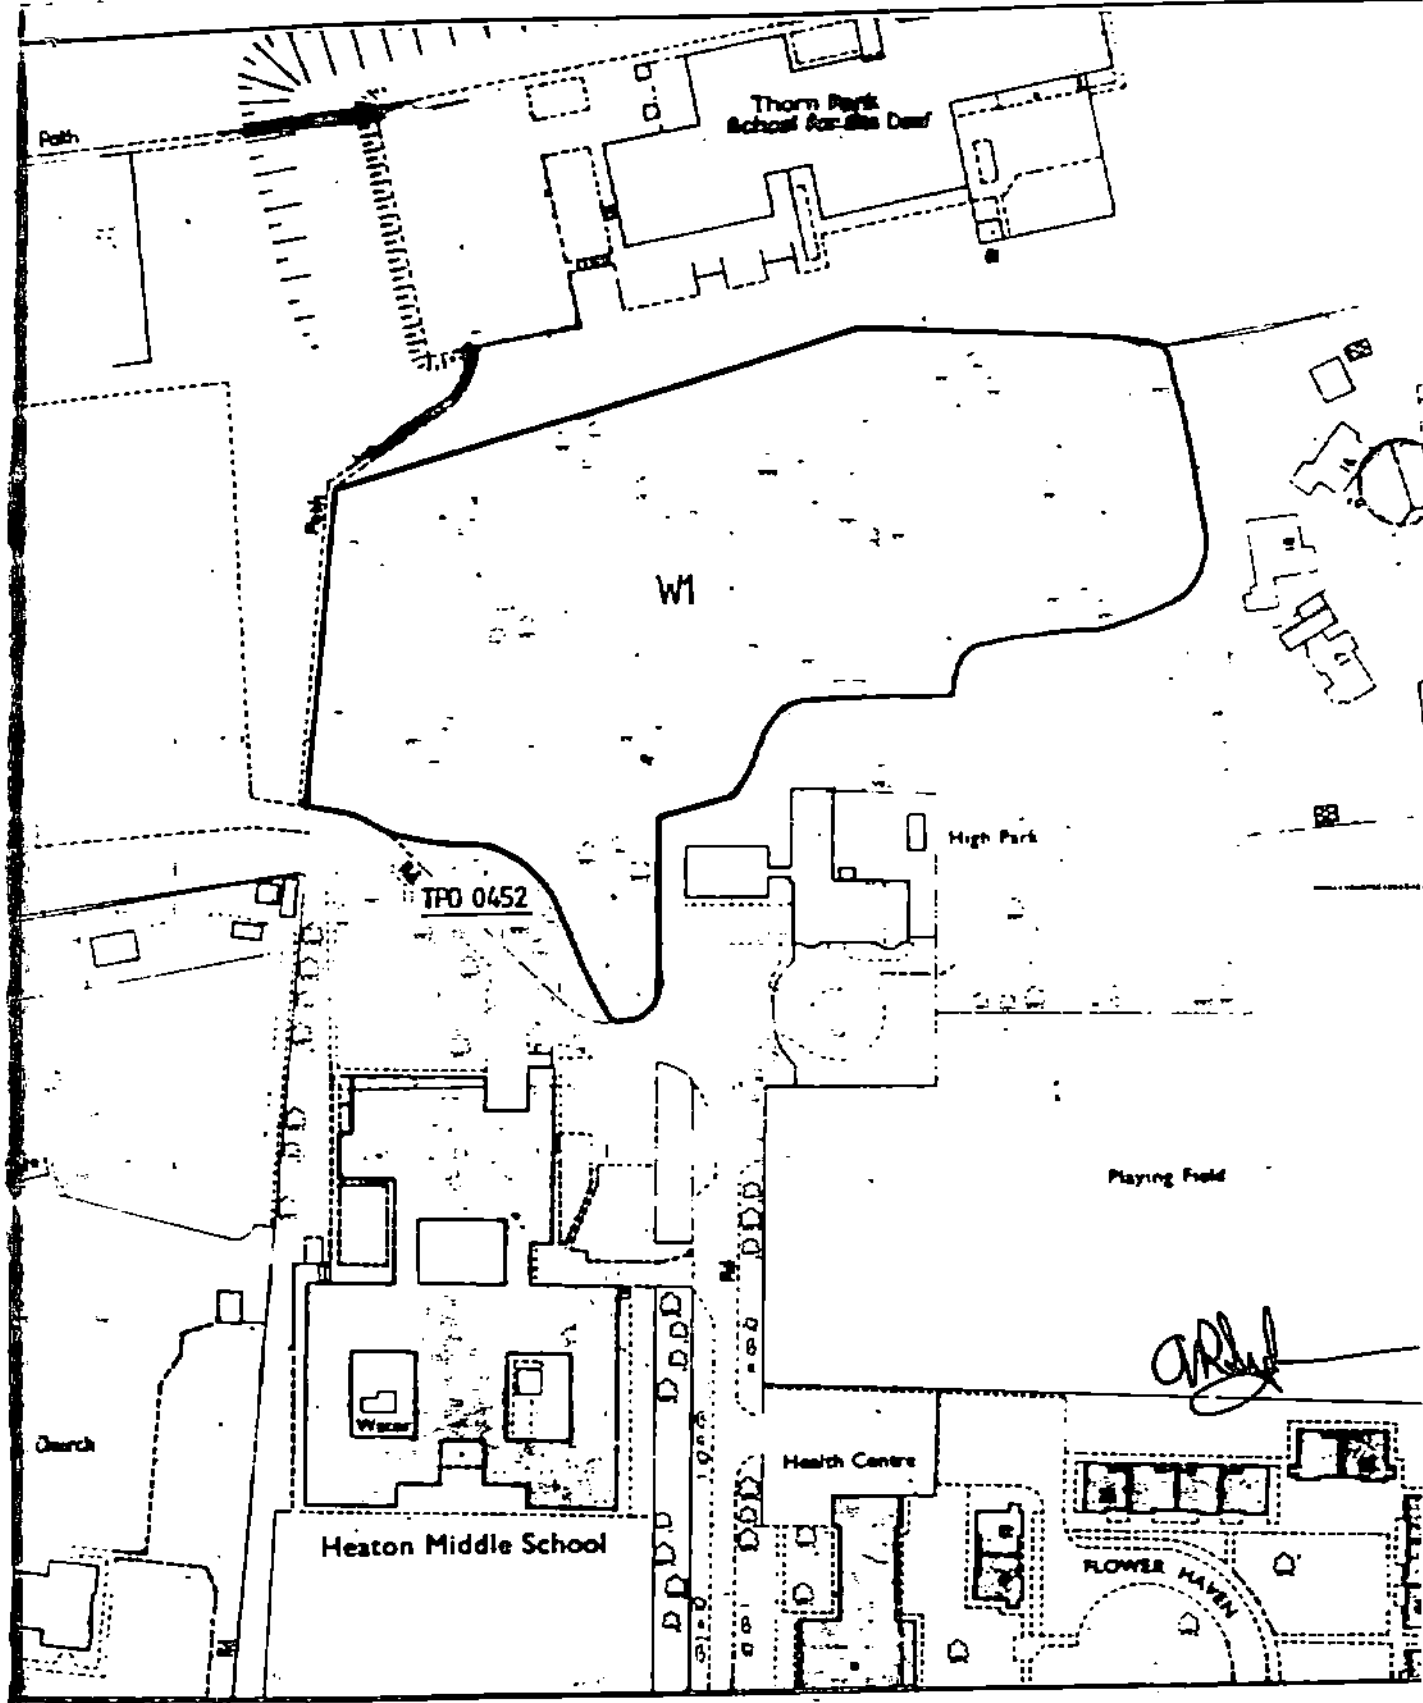 Thorn Park
School for the Deaf
Path
Path
W1
High Park
TPO 0452
Playing Field
Rd
Water
Church
Health Centre
Heaton Middle School
FLOWER HAVEN